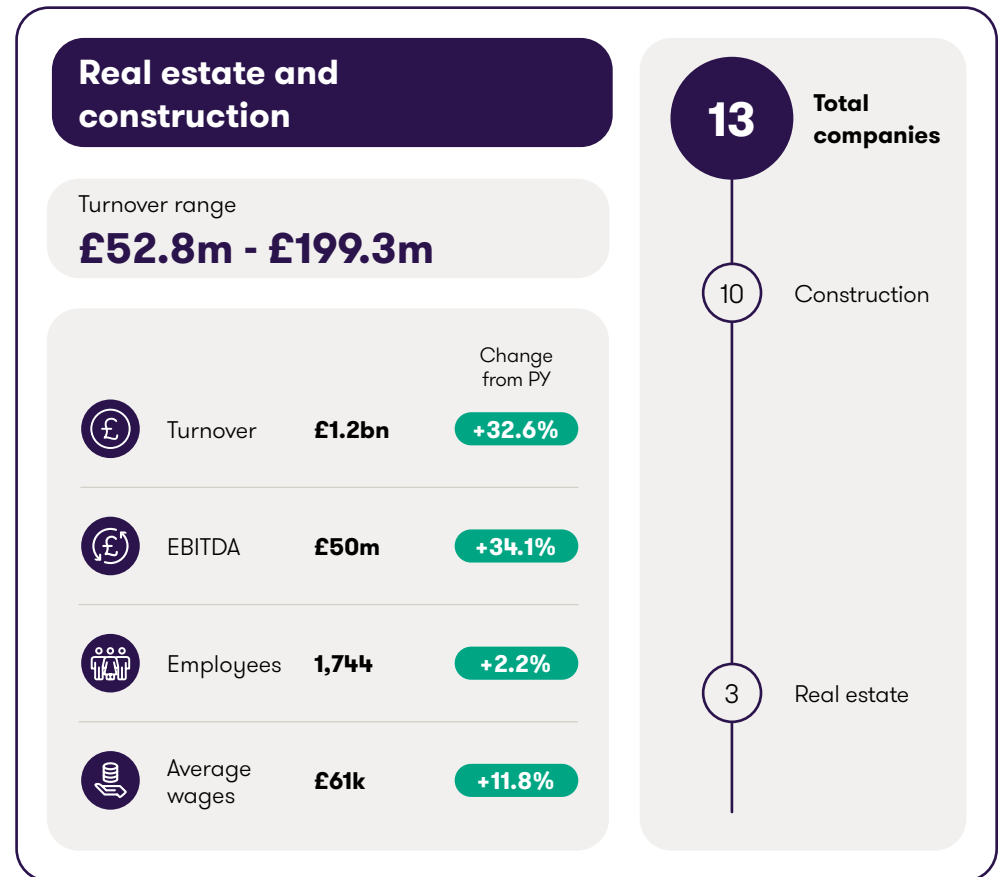 Real estate and
construction
Turnover range
£52.8m - £199.3m
Change
from PY
Turnover £1.2bn +32.6%
EBITDA £50m +34.1%
Employees 1,744 +2.2%
Average
wages £61k +11.8%
13 Total
companies
10 Construction
3 Real estate